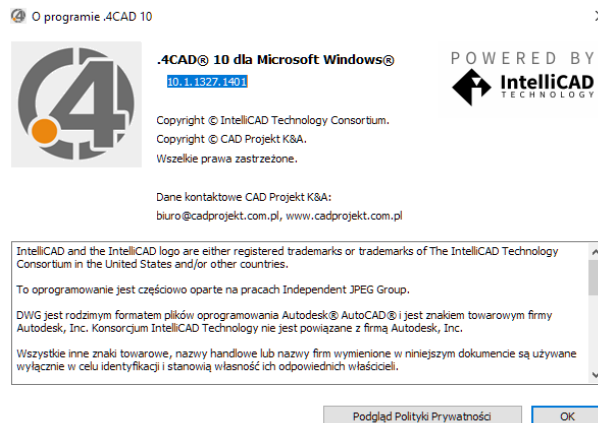 O programie .4CAD 10
.4CAD® 10 dla Microsoft Windows®
10.1.1327.1401
POWERED BY
IntelliCAD
TECHNOLOGY
Copyright © IntelliCAD Technology Consortium.
Copyright © CAD Projekt K&A.
Wszelkie prawa zastrzeżone.
Dane kontaktowe CAD Projekt K&A:
biuro@cadprojekt.com.pl, www.cadprojekt.com.pl
IntelliCAD and the IntelliCAD logo are either registered trademarks or trademarks of The IntelliCAD Technology
Consortium in the United States and/or other countries.
To oprogramowanie jest częściowo oparte na pracach Independent JPEG Group.
DWG jest rodzimym formatem plików oprogramowania Autodesk® AutoCAD® i jest znakiem towarowym firmy
Autodesk, Inc. Konsorcjum IntelliCAD Technology nie jest powiązane z firmą Autodesk, Inc.
Wszystkie inne znaki towarowe, nazwy handlowe lub nazwy firm wymienione w niniejszym dokumencie są używane
wyłącznie w celu identyfikacji i stanowią własność ich odpowiednich właścicieli.
Podgląd Polityki Prywatności
OK